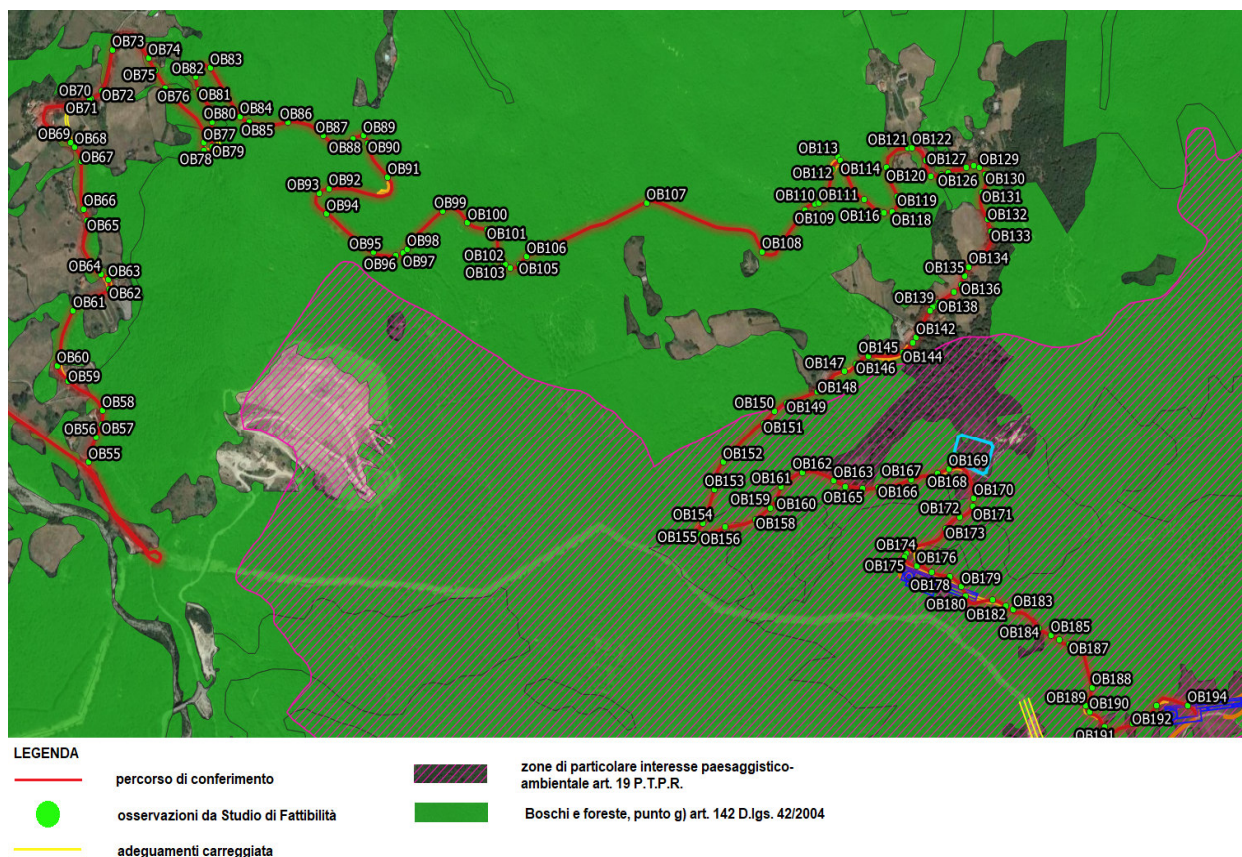 OB73
OB74
OB75
OB82
OB83
OB70
OB72
OB71
OB76
OB81
OB80
OB84
OB85
OB86
OB69
OB68
OB67
OB77
OB78
OB79
OB87
OB88
OB89
OB90
OB91
OB93
OB92
OB94
OB66
OB65
OB64
OB63
OB62
OB61
OB60
OB59
OB58
OB56
OB57
OB55
OB95
OB96
OB97
OB98
OB99
OB100
OB101
OB102
OB103
OB105
OB106
OB107
OB108
OB113
OB112
OB114
OB110
OB111
OB109
OB116
OB118
OB119
OB120
OB121
OB122
OB127
OB126
OB129
OB130
OB131
OB132
OB133
OB134
OB135
OB136
OB139
OB138
OB142
OB144
OB145
OB147
OB146
OB148
OB149
OB150
OB151
OB152
OB153
OB154
OB155
OB156
OB158
OB159
OB160
OB161
OB162
OB163
OB165
OB166
OB167
OB168
OB169
OB170
OB171
OB172
OB173
OB174
OB175
OB176
OB178
OB179
OB180
OB182
OB183
OB184
OB185
OB187
OB188
OB189
OB190
OB191
OB192
OB194
LEGENDA
percorso di conferimento
osservazioni da Studio di Fattibilità
adeguamenti carreggiata
zone di particolare interesse paesaggistico-
ambientale art. 19 P.T.P.R.
Boschi e foreste, punto g) art. 142 D.lgs. 42/2004